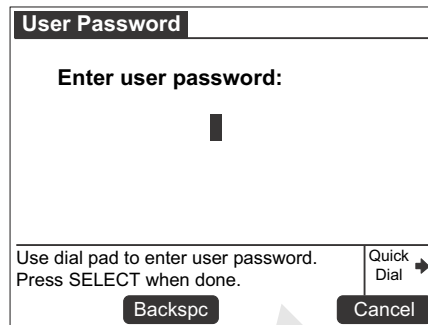 User Password
Enter user password:
Use dial pad to enter user password.
Press SELECT when done.
Quick
Dial
Backspc
Cancel